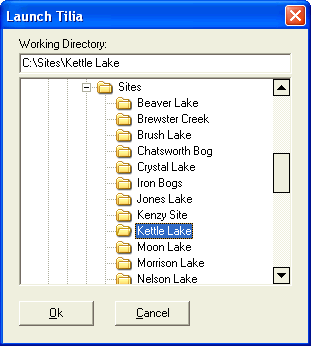 Launch Tilia
Working Directory:
C:\Sites\Kettle Lake
Sites
Beaver Lake
Brewster Creek
Brush Lake
Chatsworth Bog
Crystal Lake
Iron Bogs
Jones Lake
Kenzy Site
Kettle Lake
Moon Lake
Morrison Lake
Nelson Lake
Ok
Cancel